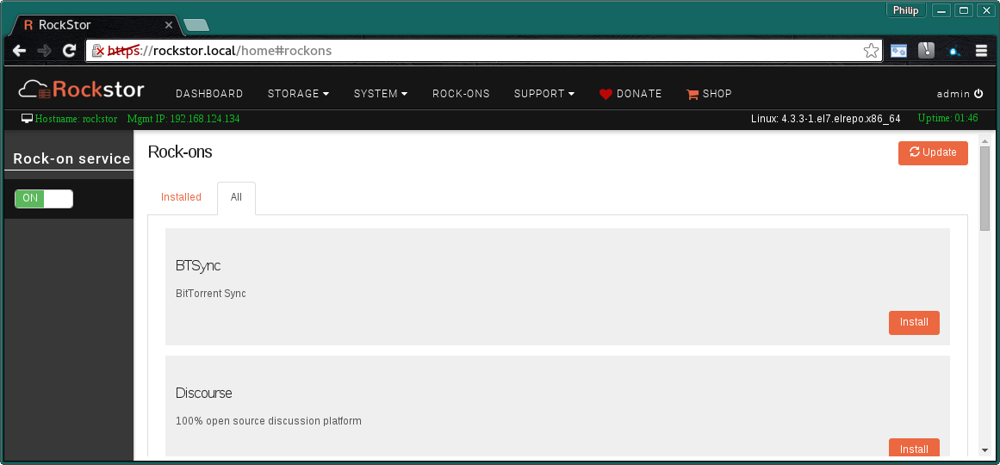 Philip
R RockStor
https://rockstor.local/home#rockons
Rockstor DASHBOARD STORAGE SYSTEM ROCK-ONS SUPPORT DONATE SHOP admin
Hostname: rockstor Mgmt IP: 192.168.124.134 Linux: 4.3.3-1.el7.elrepo.x86_64 Uptime: 01:46
Rock-on service
ON
Rock-ons
Update
Installed All
BTSync
BitTorrent Sync
Install
Discourse
100% open source discussion platform
Install